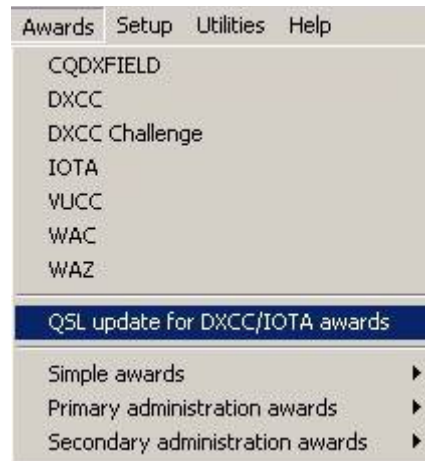 Awards Setup Utilities Help
CQDXFIELD
DXCC
DXCC Challenge
IOTA
VUCC
WAC
WAZ
QSL update for DXCC/IOTA awards
Simple awards
Primary administration awards
Secondary administration awards